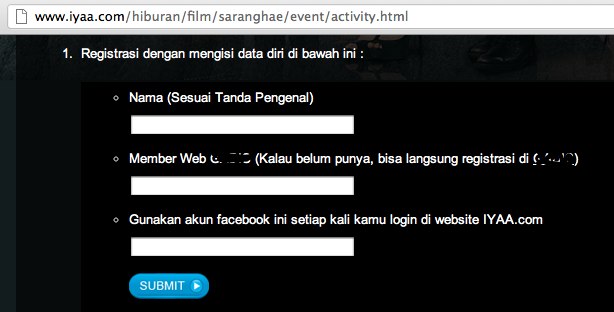 www.iyaa.com/hiburan/film/saranghae/event/activity.html
1. Registrasi dengan mengisi data diri di bawah ini :
Nama (Sesuai Tanda Pengenal)
Member Web (Kalau belum punya, bisa langsung registrasi di )
Gunakan akun facebook ini setiap kali kamu login di website IYAA.com
SUBMIT